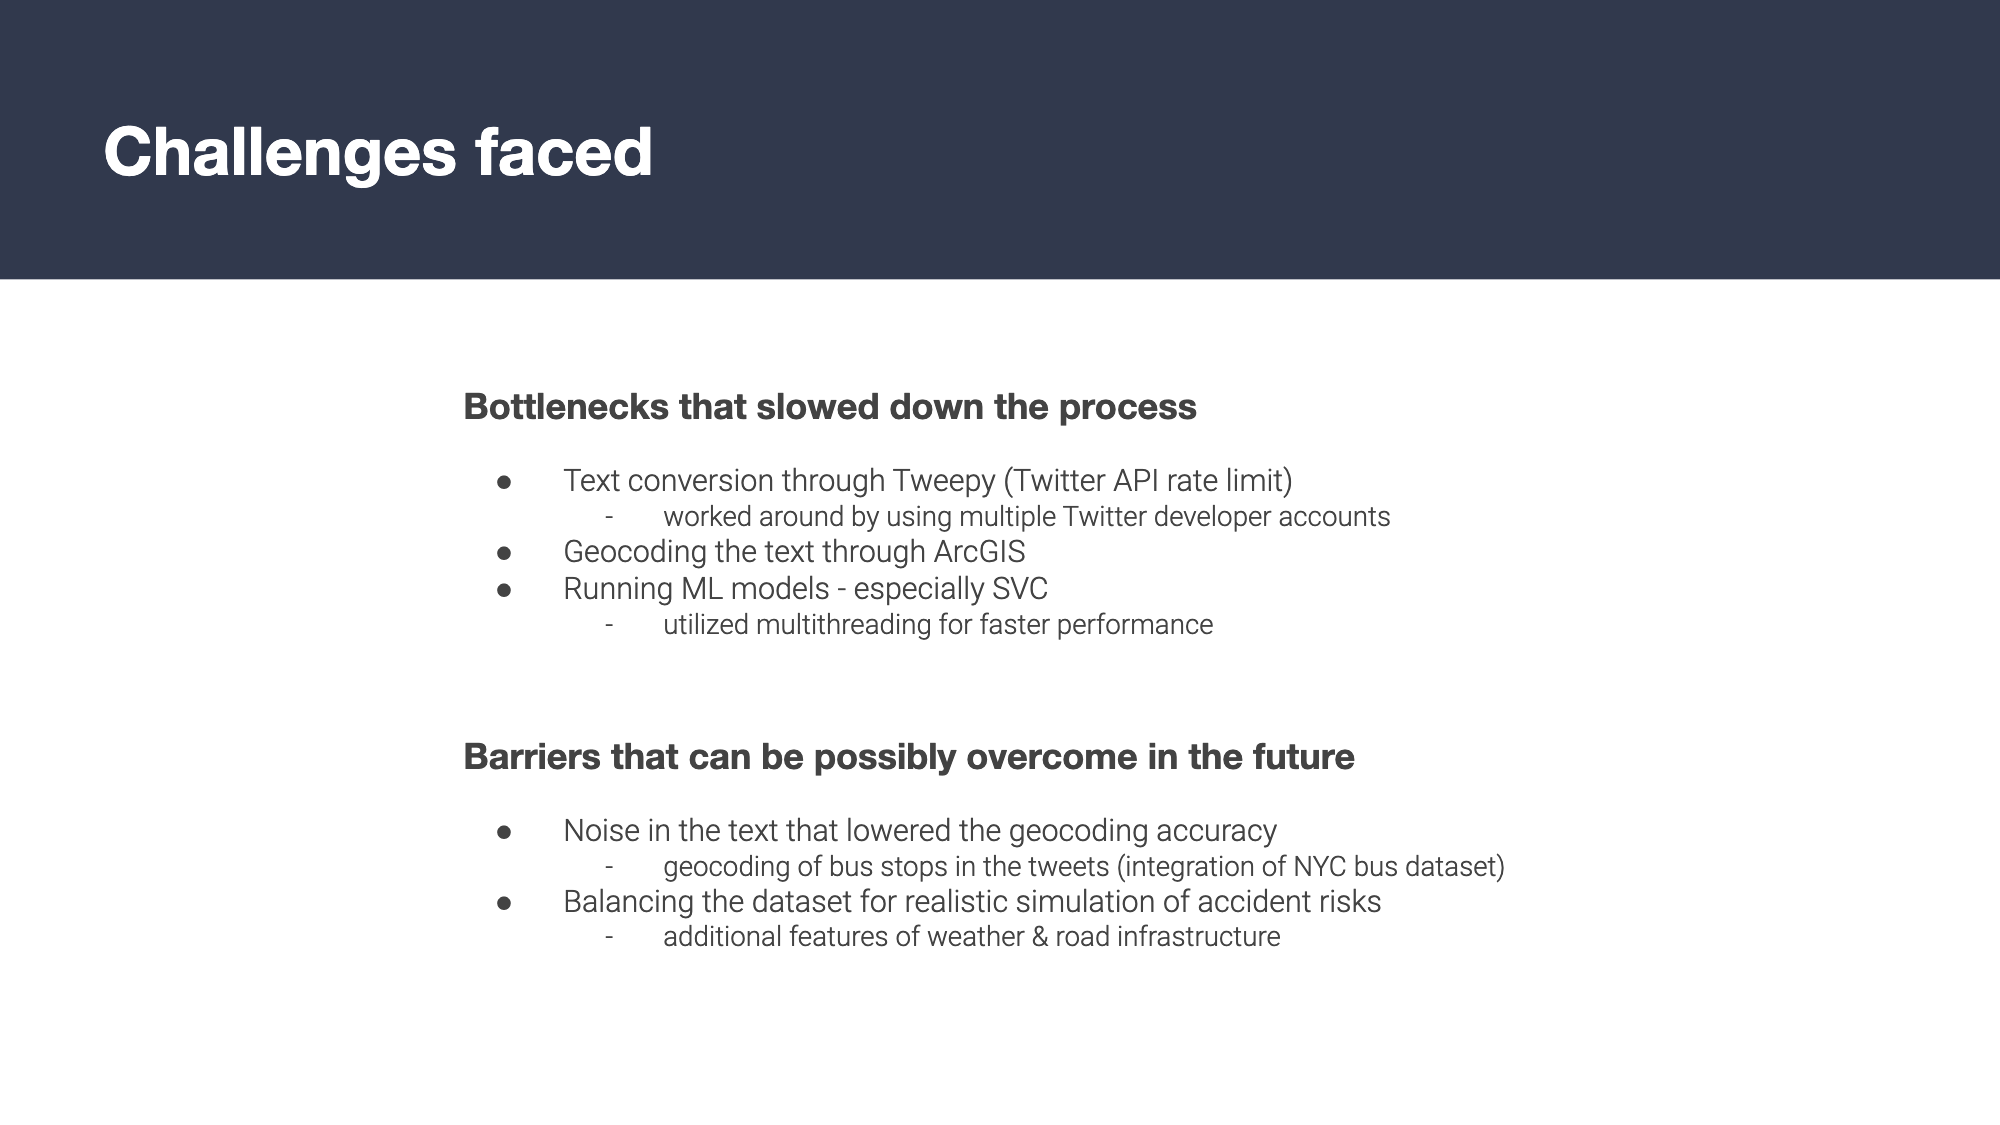 Challenges faced
Bottlenecks that slowed down the process
● Text conversion through Tweepy (Twitter API rate limit)
- worked around by using multiple Twitter developer accounts
● Geocoding the text through ArcGIS
● Running ML models - especially SVC
- utilized multithreading for faster performance
Barriers that can be possibly overcome in the future
● Noise in the text that lowered the geocoding accuracy
- geocoding of bus stops in the tweets (integration of NYC bus dataset)
● Balancing the dataset for realistic simulation of accident risks
- additional features of weather & road infrastructure